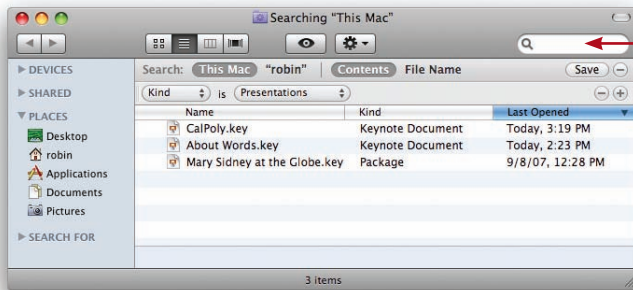 Searching "This Mac"
DEVICES
SHARED
PLACES
Desktop
robin
Applications
Documents
Pictures
SEARCH FOR
Search: This Mac "robin" Contents File Name Save
Kind is Presentations
Name Kind Last Opened
CalPoly.key Keynote Document Today, 3:19 PM
About Words.key Keynote Document Today, 2:23 PM
Mary Sidney at the Globe.key Package 9/8/07, 12:28 PM
3 items